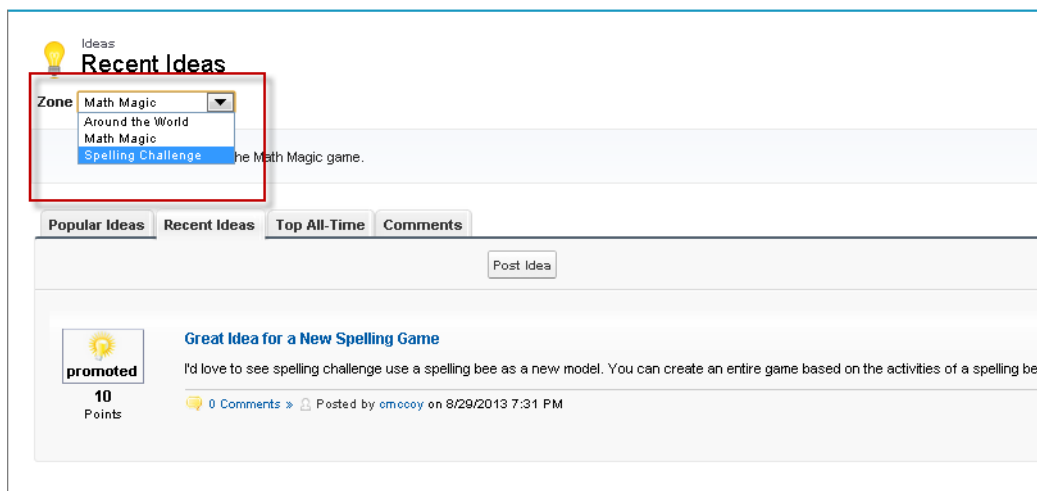 Ideas
Recent Ideas
Zone Math Magic
Around the World
Math Magic
Spelling Challenge he Math Magic game.
Popular Ideas Recent Ideas Top All-Time Comments
Post Idea
Great Idea for a New Spelling Game
promoted I'd love to see spelling challenge use a spelling bee as a new model. You can create an entire game based on the activities of a spelling be
10 0 Comments » Posted by cmccoy on 8/29/2013 7:31 PM
Points